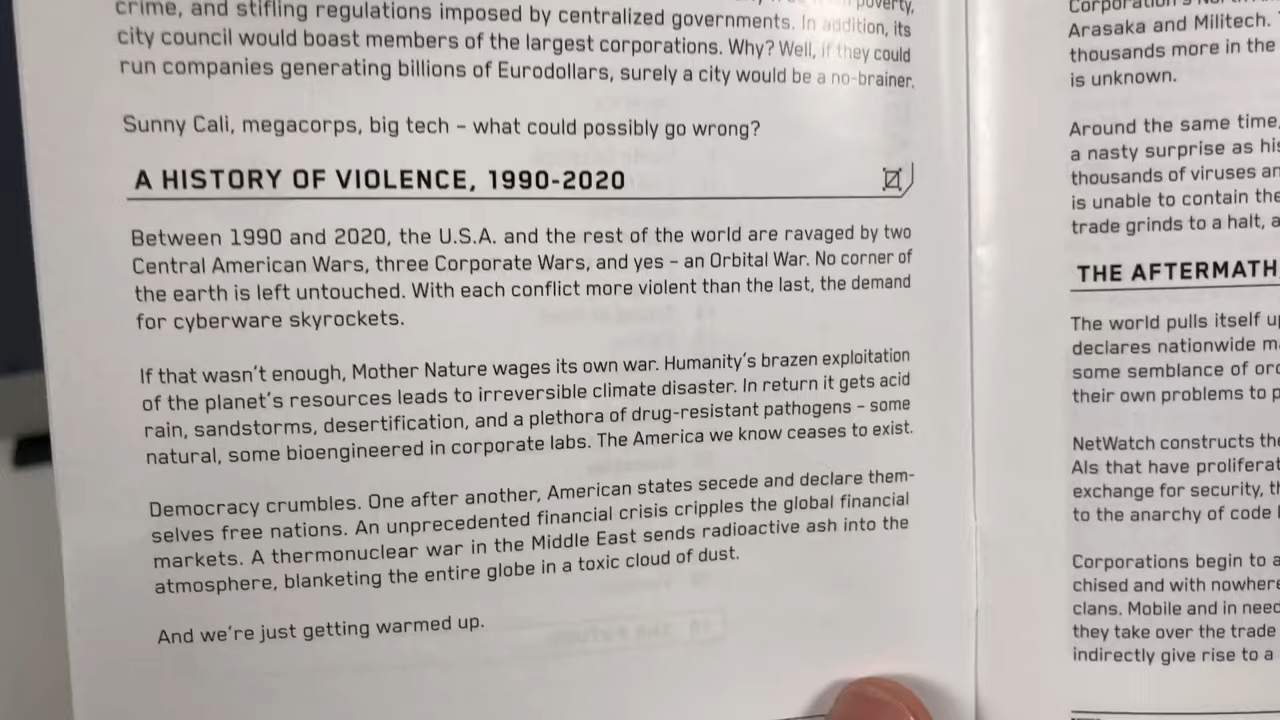 crime, and stifling regulations imposed by centralized governments. In addition, its
city council would boast members of the largest corporations. Why? Well, if they could
run companies generating billions of Eurodollars, surely a city would be a no-brainer.
Sunny Cali, megacorps, big tech – what could possibly go wrong?
A HISTORY OF VIOLENCE, 1990-2020
Between 1990 and 2020, the U.S.A. and the rest of the world are ravaged by two
Central American Wars, three Corporate Wars, and yes – an Orbital War. No corner of
the earth is left untouched. With each conflict more violent than the last, the demand
for cyberware skyrockets.
If that wasn't enough, Mother Nature wages its own war. Humanity's brazen exploitation
of the planet's resources leads to irreversible climate disaster. In return it gets acid
rain, sandstorms, desertification, and a plethora of drug-resistant pathogens – some
natural, some bioengineered in corporate labs. The America we know ceases to exist.
Democracy crumbles. One after another, American states secede and declare them-
selves free nations. An unprecedented financial crisis cripples the global financial
markets. A thermonuclear war in the Middle East sends radioactive ash into the
atmosphere, blanketing the entire globe in a toxic cloud of dust.
And we're just getting warmed up.
Arasaka and Militech.
thousands more in the
is unknown.
Around the same time,
a nasty surprise as his
thousands of viruses
is unable to contain the
trade grinds to a halt,
THE AFTERMATH
The world pulls itself
declares nationwide
some semblance of
their own problems to
NetWatch constructs
AIs that have
exchange for security,
to the anarchy of code
Corporations begin to
chised and with nowhere
clans. Mobile and in
they take over the trade
indirectly give rise to a